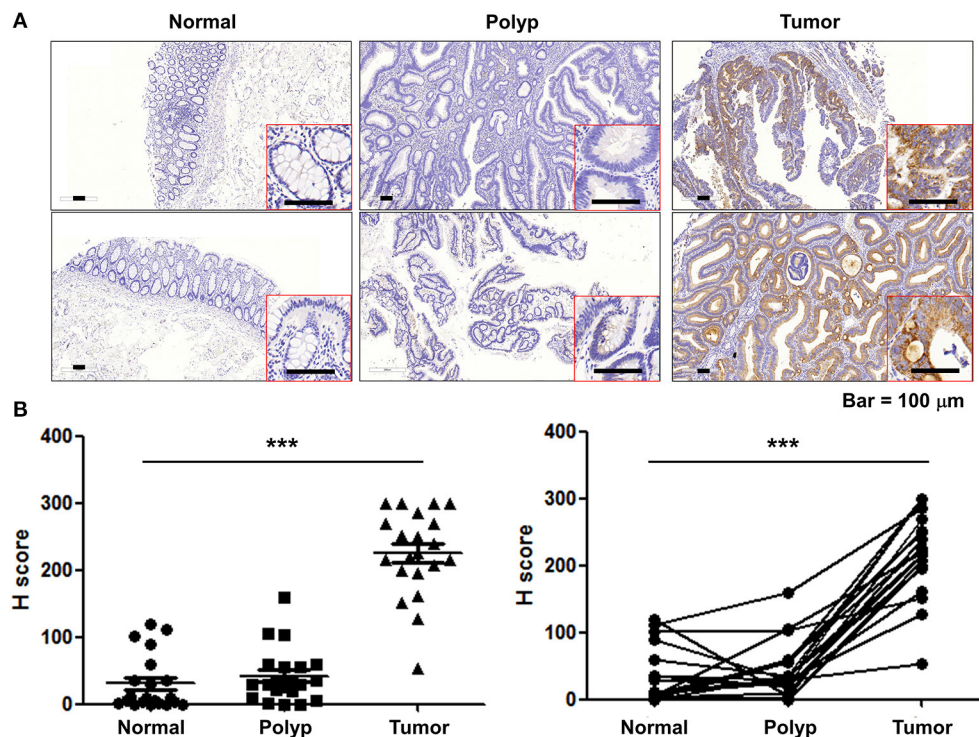 A
Normal Polyp Tumor
Bar = 100 μm
B
***
400
300
200
100
0
H score
Normal Polyp Tumor
***
400
300
200
100
0
H score
Normal Polyp Tumor